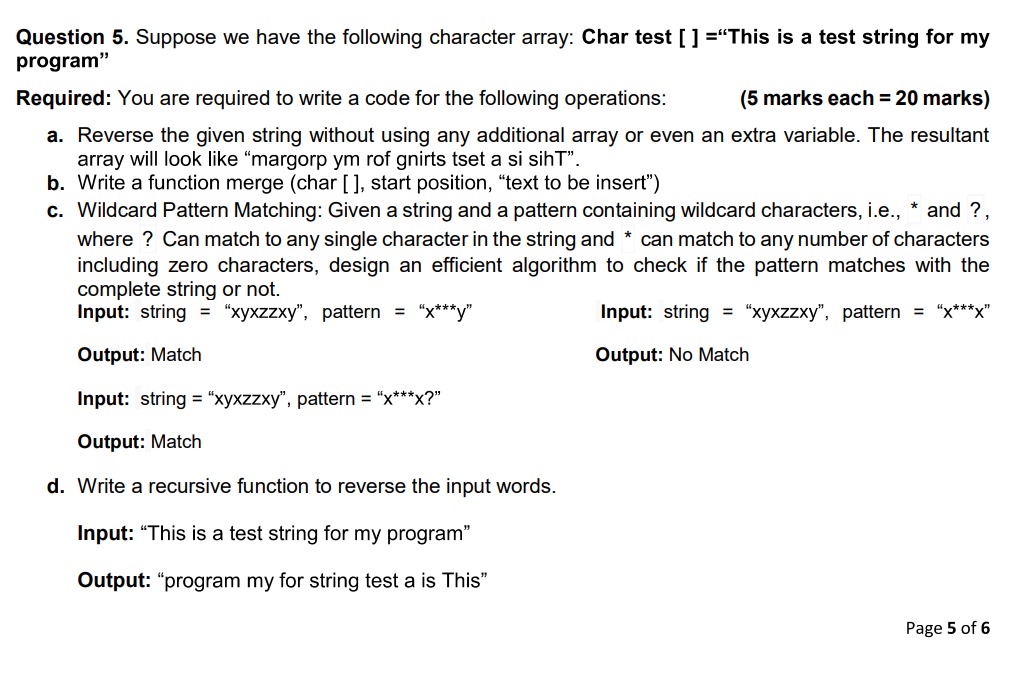 Question 5. Suppose we have the following character array: Char test [ ] =“This is a test string for my
program”
Required: You are required to write a code for the following operations: (5 marks each = 20 marks)
a. Reverse the given string without using any additional array or even an extra variable. The resultant
array will look like “margorp ym rof gnirts tset a si sihT”.
b. Write a function merge (char [ ], start position, “text to be insert”)
c. Wildcard Pattern Matching: Given a string and a pattern containing wildcard characters, i.e., * and ?,
where ? Can match to any single character in the string and * can match to any number of characters
including zero characters, design an efficient algorithm to check if the pattern matches with the
complete string or not.
Input: string = “xyxzzxy”, pattern = “x***y” Input: string = “xyxzzxy”, pattern = “x***x”
Output: Match Output: No Match
Input: string = “xyxzzxy”, pattern = “x***x?”
Output: Match
d. Write a recursive function to reverse the input words.
Input: “This is a test string for my program”
Output: “program my for string test a is This”
Page 5 of 6